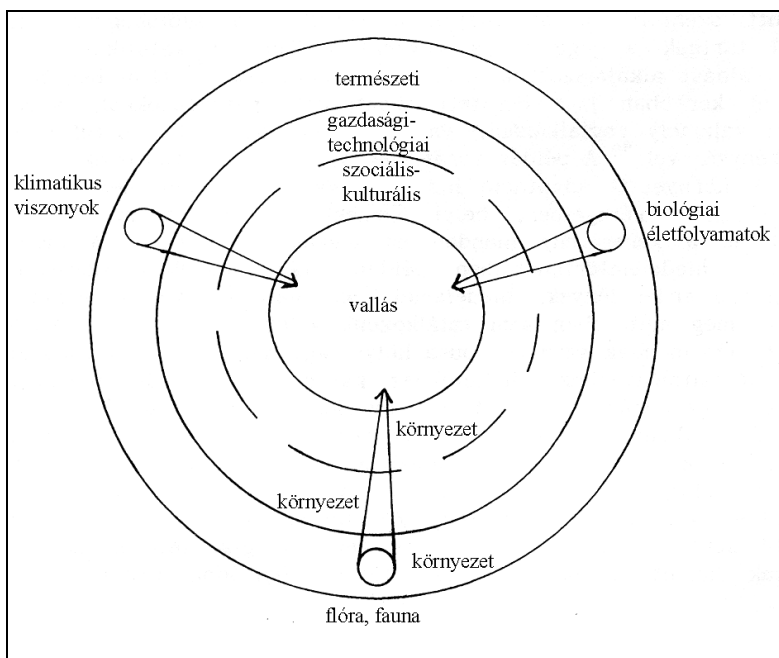 természeti
gazdasági-
technológiai
szociális-
kulturális
klimatikus
viszonyok
biológiai
életfolyamatok
vallás
környezet
környezet
környezet
flóra, fauna